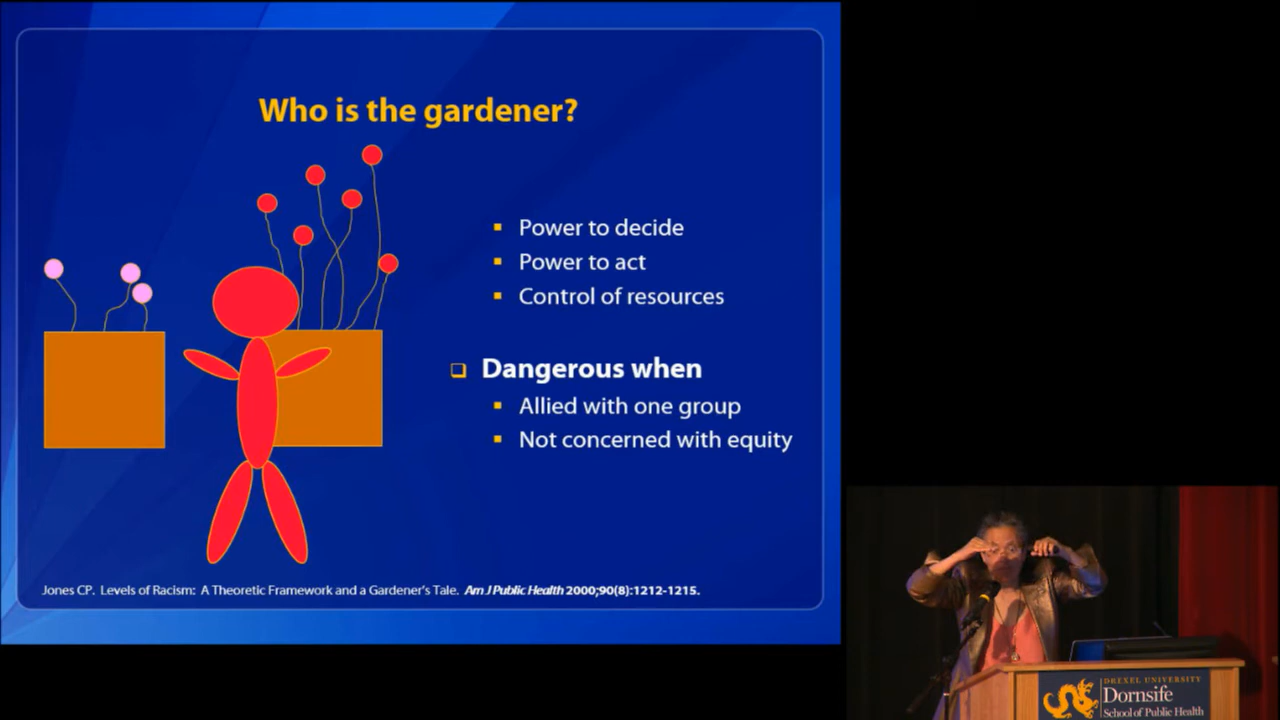 Who is the gardener?
Power to decide
Power to act
Control of resources
Dangerous when
Allied with one group
Not concerned with equity
Jones CP. Levels of Racism: A Theoretic Framework and a Gardener's Tale. Am J Public Health 2000;90(8):1212-1215.
DREXEL UNIVERSITY
Dornsife
School of Public Health